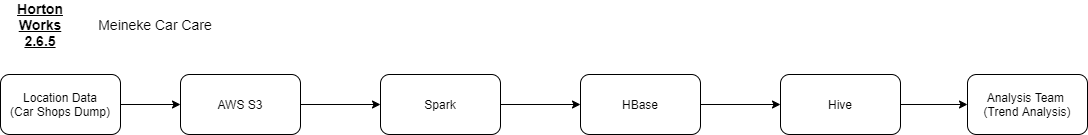 Horton
Works
2.6.5
Meineke Car Care
Location Data
(Car Shops Dump)
AWS S3
Spark
HBase
Hive
Analysis Team
(Trend Analysis)